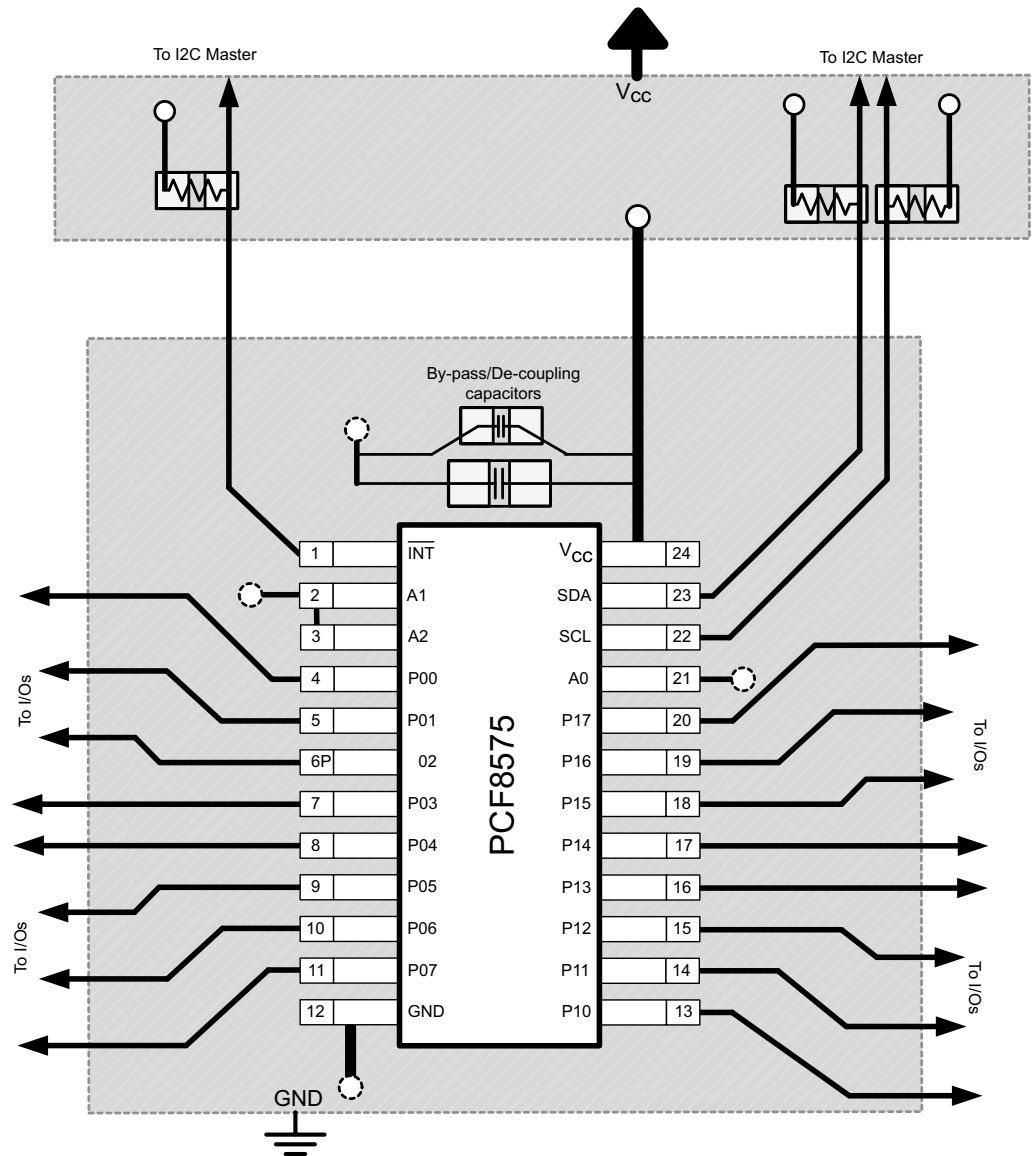 To I2C Master
VCC
To I2C Master
By-pass/De-coupling
capacitors
1 INT VCC 24
2 A1 SDA 23
3 A2 SCL 22
4 P00 A0 21
5 P01 P17 20
6P 02 P16 19
7 P03 P15 18
8 P04 P14 17
9 P05 P13 16
10 P06 P12 15
11 P07 P11 14
12 GND P10 13
PCF8575
To I/Os
To I/Os
To I/Os
To I/Os
GND